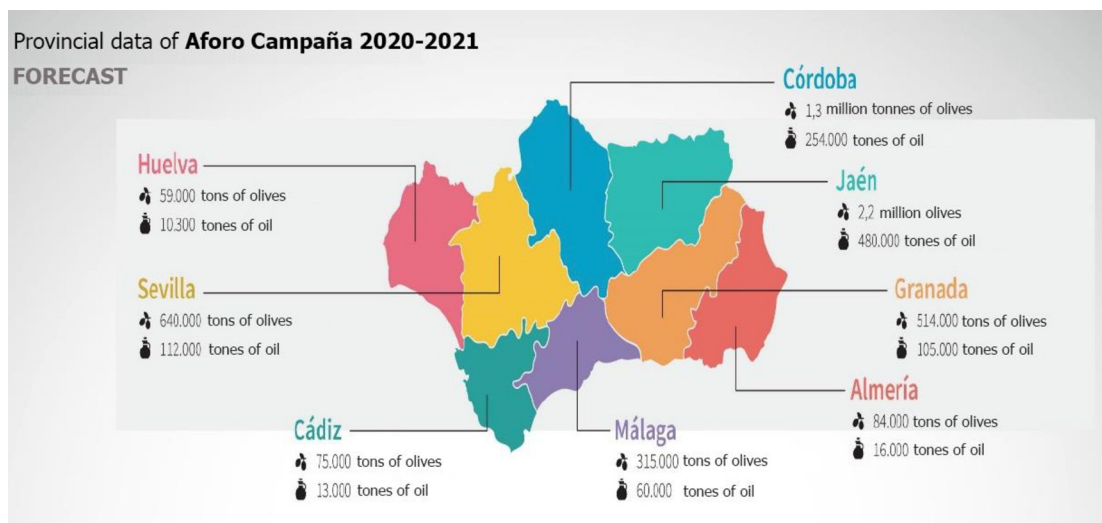 Provincial data of Aforo Campaña 2020-2021
FORECAST
Córdoba
1,3 million tonnes of olives
254.000 tones of oil
Huelva
59.000 tons of olives
10.300 tones of oil
Jaén
2,2 million olives
480.000 tones of oil
Sevilla
640.000 tons of olives
112.000 tones of oil
Granada
514.000 tons of olives
105.000 tones of oil
Almería
84.000 tons of olives
16.000 tones of oil
Cádiz
75.000 tons of olives
13.000 tones of oil
Málaga
315.000 tons of olives
60.000 tones of oil